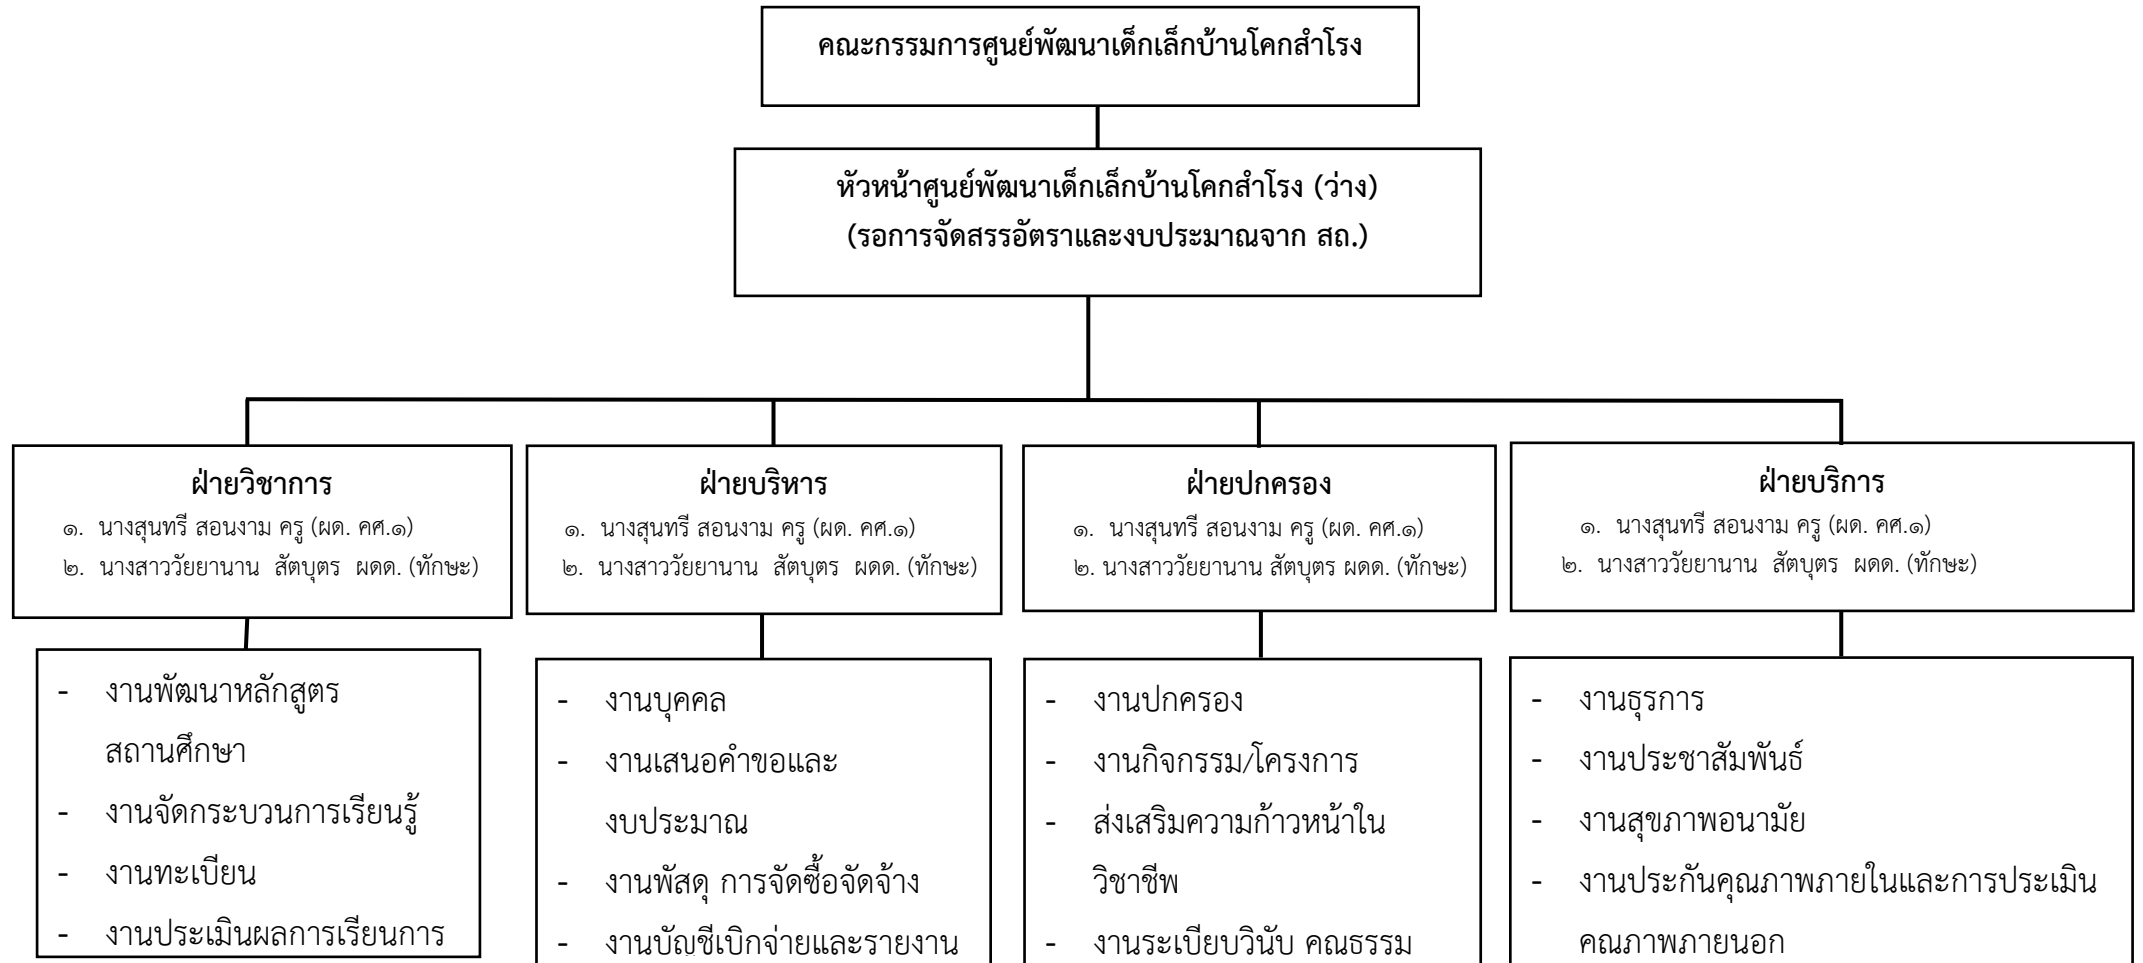 คณะกรรมการศูนย์พัฒนาเด็กเล็กบ้านโคกสำโรง
หัวหน้าศูนย์พัฒนาเด็กเล็กบ้านโคกสำโรง (ว่าง)
(รอการจัดสรรอัตราและงบประมาณจาก สถ.)
ฝ่ายวิชาการ
๑. นางสุนทรี สอนงาม ครู (ผด. คศ.๑)
๒. นางสาววัยยานาน สัตบุตร ผดด. (ทักษะ)
- งานพัฒนาหลักสูตร
สถานศึกษา
- งานจัดกระบวนการเรียนรู้
- งานทะเบียน
- งานประเมินผลการเรียนการ
ฝ่ายบริหาร
๑. นางสุนทรี สอนงาม ครู (ผด. คศ.๑)
๒. นางสาววัยยานาน สัตบุตร ผดด. (ทักษะ)
- งานบุคคล
- งานเสนอคำขอและ
งบประมาณ
- งานพัสดุ การจัดซื้อจัดจ้าง
- งานบัญชีเบิกจ่ายและรายงาน
ฝ่ายปกครอง
๑. นางสุนทรี สอนงาม ครู (ผด. คศ.๑)
๒. นางสาววัยยานาน สัตบุตร ผดด. (ทักษะ)
- งานปกครอง
- งานกิจกรรม/โครงการ
- ส่งเสริมความก้าวหน้าใน
วิชาชีพ
- งานระเบียบวินับ คุณธรรม
ฝ่ายบริการ
๑. นางสุนทรี สอนงาม ครู (ผด. คศ.๑)
๒. นางสาววัยยานาน สัตบุตร ผดด. (ทักษะ)
- งานธุรการ
- งานประชาสัมพันธ์
- งานสุขภาพอนามัย
- งานประกันคุณภาพภายในและการประเมิน
คุณภาพภายนอก